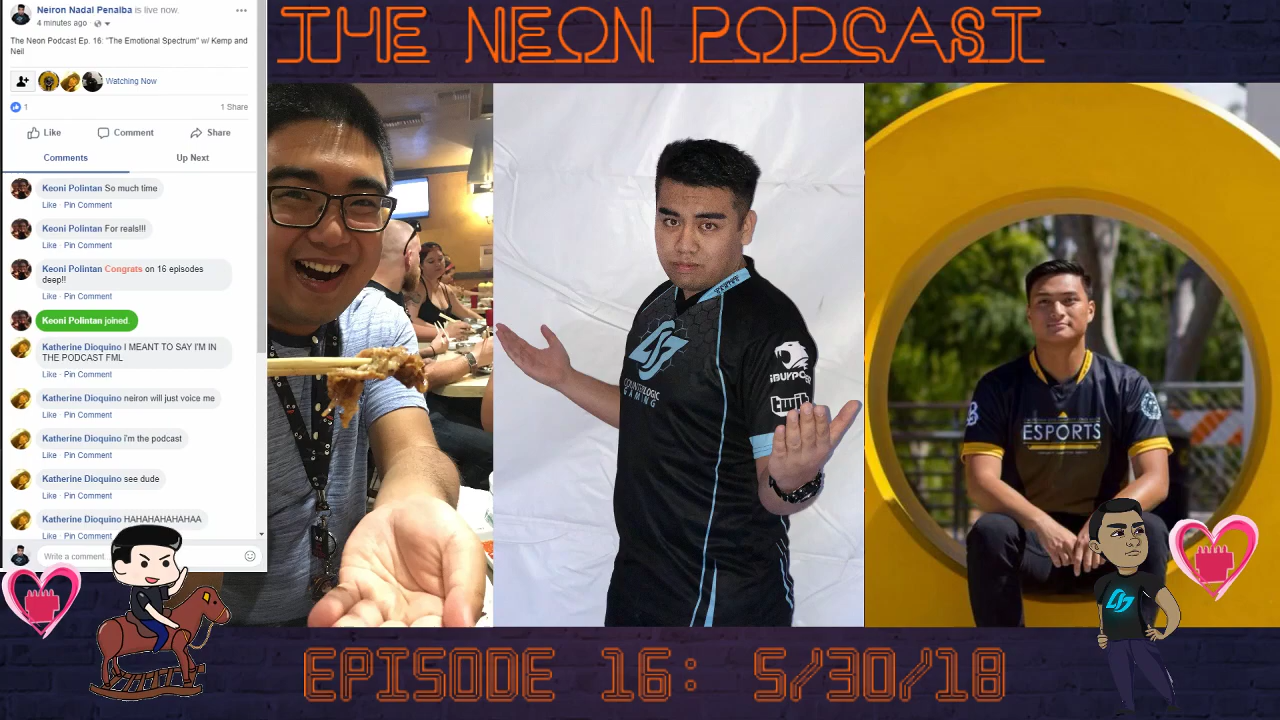 Neiron Nadal Penalba is live now.
4 minutes ago
The Neon Podcast Ep. 16: "The Emotional Spectrum" w/ Kemp and
Neil
Watching Now
1
1 Share
Like Comment Share
Comments Up Next
Keoni Polintan So much time
Like · Pin Comment
Keoni Polintan For reals!!!
Like · Pin Comment
Keoni Polintan Congrats on 16 episodes
deep!!
Like · Pin Comment
Keoni Polintan joined.
Katherine Dioquino I MEANT TO SAY I'M IN
THE PODCAST FML
Like · Pin Comment
Katherine Dioquino neiron will just voice me
Like · Pin Comment
Katherine Dioquino i'm the podcast
Like · Pin Comment
Katherine Dioquino see dude
Like · Pin Comment
Katherine Dioquino HAHAHAHAHAHAA
Like · Pin Comment
Write a comment...
THE NEON PODCAST
COUNTER LOGIC
GAMING
iBUYPOWER
twitch
ESPORTS
EPISODE 16: 5/30/18